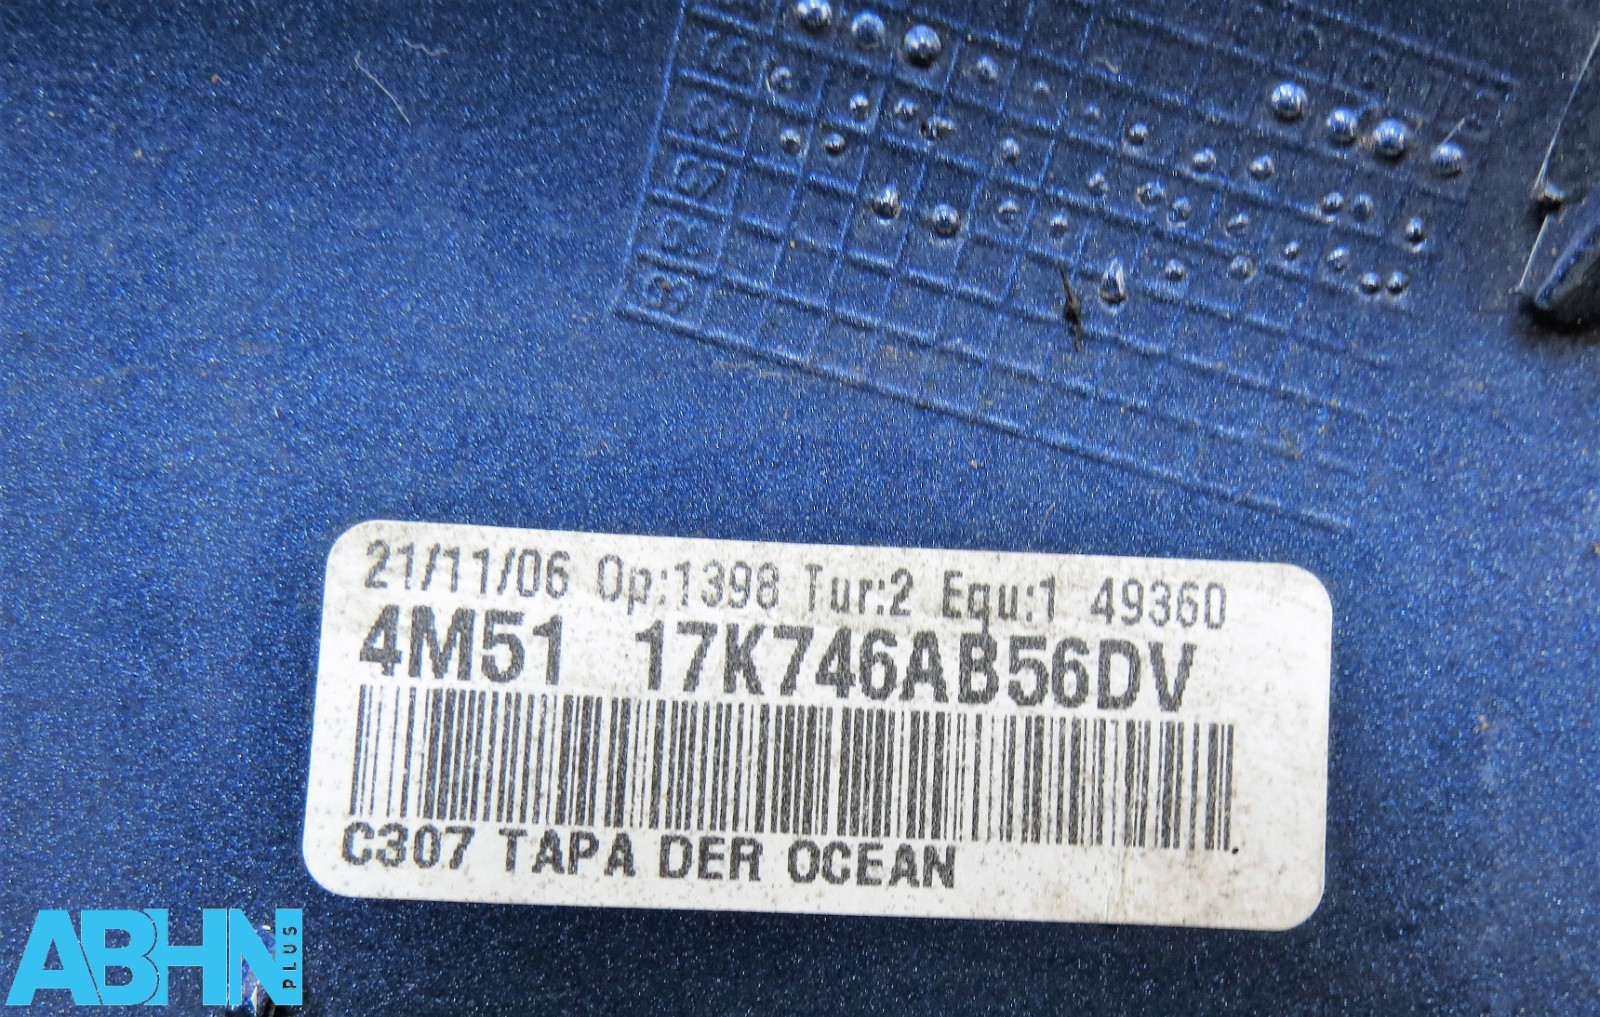 21/11/06 Op:1398 Tur:2 Equ:1 49360
4M51 17K746AB56DV
C307 TAPA DER OCEAN
ABHN PLUS